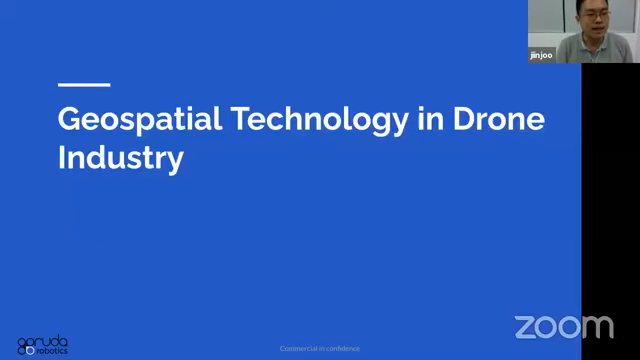 jinjoo
Geospatial Technology in Drone
Industry
garuda
robotics
Commercial in confidence
zoom